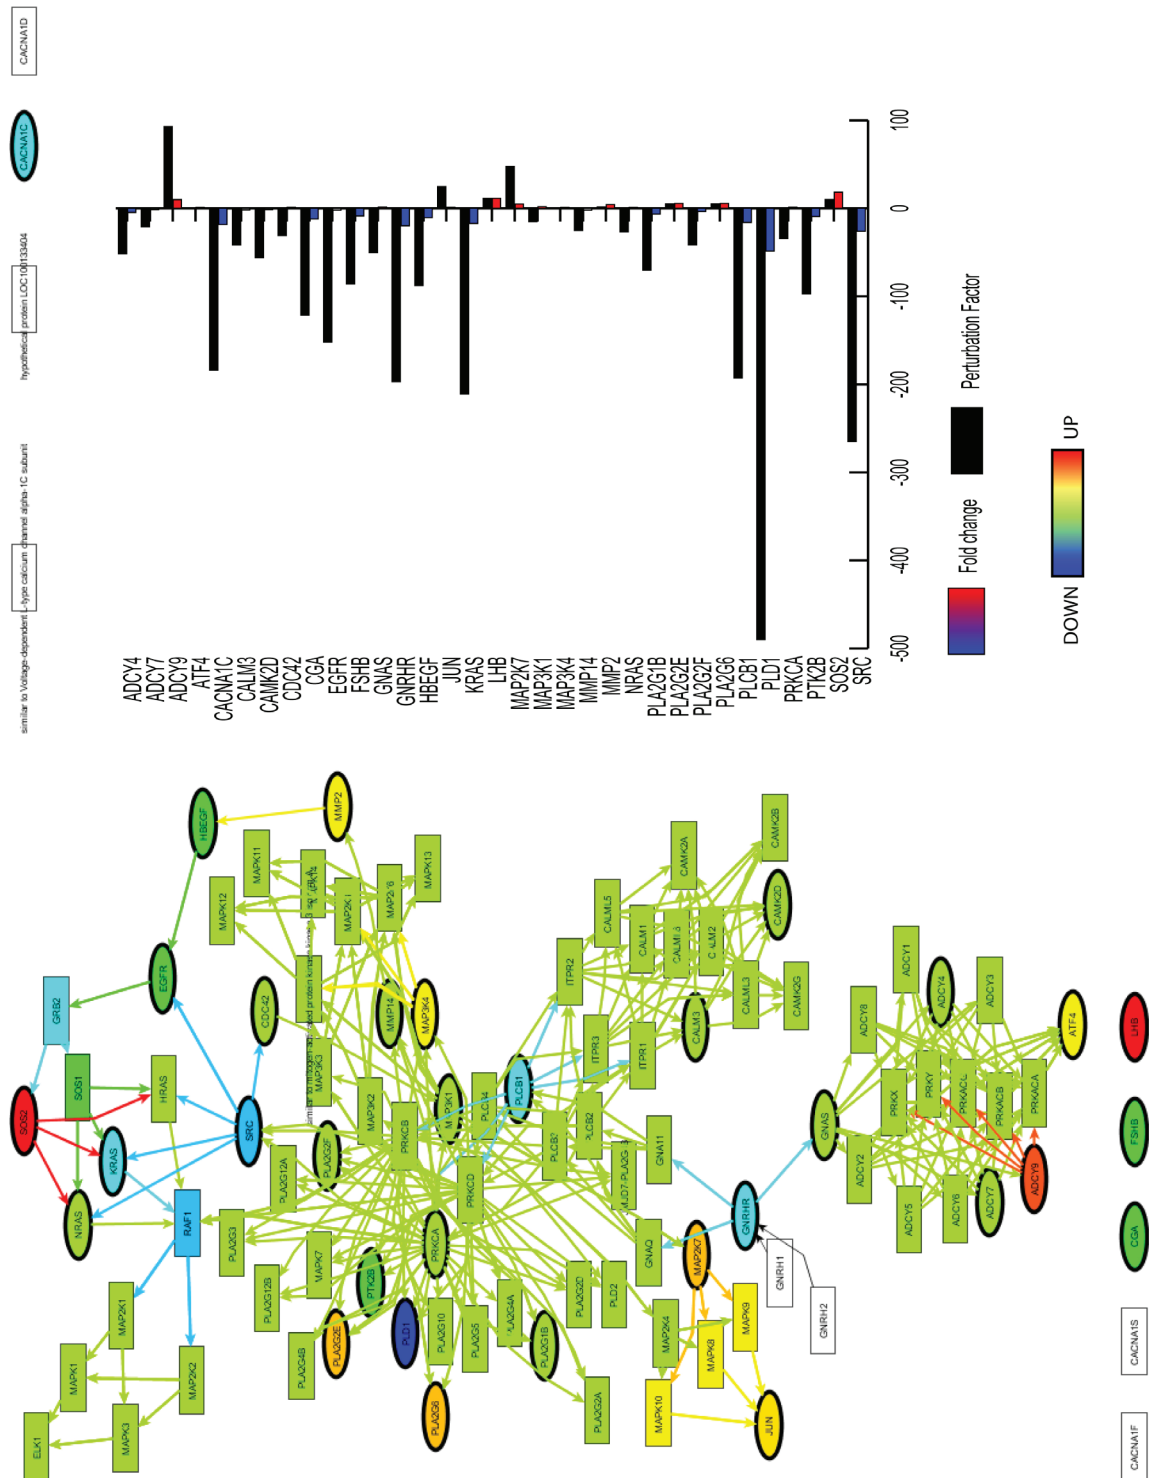 CACNA1D
CACNA1C
hypothetical protein LOC100133404
similar to Voltage-dependent L-type calcium channel alpha-1C subunit
ADCY4
ADCY7
ADCY9
ATF4
CACNA1C
CALM3
CAMK2D
CDC42
CGA
EGFR
FSHB
GNAS
GNRHR
HBEGF
JUN
KRAS
LHB
MAP2K7
MAP3K1
MAP3K4
MMP14
MMP2
NRAS
PLA2G1B
PLA2G2E
PLA2G2F
PLA2G6
PLCB1
PLD1
PRKCA
PTK2B
SOS2
SRC
-500
-400
-300
-200
-100
0
100
Fold change
Perturbation Factor
DOWN
UP
SOS2
GRB2
SOS1
HRAS
KRAS
NRAS
RAF1
SRC
EGFR
HBEGF
CDC42
MMP2
MAPK11
MAPK12
MAPK13
MMP14
MAP3K4
MAP3K3
MAP3K2
MAP3K1
MAP2K1
MAPK1
ELK1
MAPK3
MAP2K2
PLA2G3
PLA2G12A
PLA2G12B
PLA2G2F
MAPK7
PTK2B
PLA2G4B
PLA2G2E
PLD1
PLA2G10
PLA2G5
PLA2G6
PLA2G1B
PLA2G2A
PLA2G2D
PLD2
PRKCA
PRKCB
PRKCD
PLCB1
PLCB2
ITPR2
ITPR3
ITPR1
CALML5
CALM1
CALML3
CALM3
CAMK2A
CAMK2B
CAMK2D
CAMK2G
GNA11
GNAQ
GNRHR
GNRH1
GNRH2
MAP2K7
MAP2K4
MAPK8
MAPK9
MAPK10
JUN
GNAS
ADCY8
ADCY1
ADCY4
ADCY3
ADCY2
ADCY5
ADCY6
ADCY7
ADCY9
PRKX
PRKY
PRKACB
PRKACA
ATF4
LHB
FSHB
CGA
CACNA1S
CACNA1F